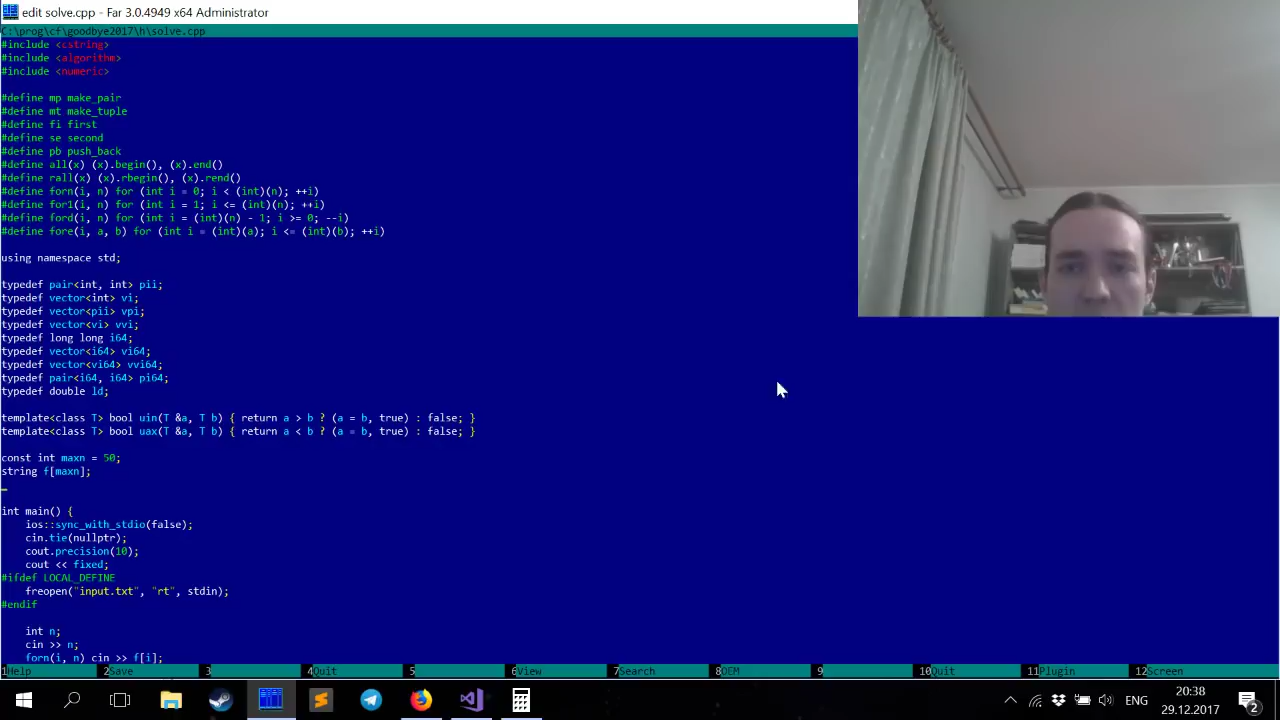 edit solve.cpp - Far 3.0.4949 x64 Administrator
C:\prog\cf\goodbye2017\h\solve.cpp
#include <cstring>
#include <algorithm>
#include <numeric>
#define mp make_pair
#define mt make_tuple
#define fi first
#define se second
#define pb push_back
#define all(x) (x).begin(), (x).end()
#define rall(x) (x).rbegin(), (x).rend()
#define forn(i, n) for (int i = 0; i < (int)(n); ++i)
#define for1(i, n) for (int i = 1; i <= (int)(n); ++i)
#define ford(i, n) for (int i = (int)(n) - 1; i >= 0; --i)
#define fore(i, a, b) for (int i = (int)(a); i <= (int)(b); ++i)
using namespace std;
typedef pair<int, int> pii;
typedef vector<int> vi;
typedef vector<pii> vpi;
typedef vector<vi> vvi;
typedef long long i64;
typedef vector<i64> vi64;
typedef vector<vi64> vvi64;
typedef pair<i64, i64> pi64;
typedef double ld;
template<class T> bool uin(T &a, T b) { return a > b ? (a = b, true) : false; }
template<class T> bool uax(T &a, T b) { return a < b ? (a = b, true) : false; }
const int maxn = 50;
string f[maxn];
int main() {
    ios::sync_with_stdio(false);
    cin.tie(nullptr);
    cout.precision(10);
    cout << fixed;
#ifdef LOCAL_DEFINE
    freopen("input.txt", "rt", stdin);
#endif
    int n;
    cin >> n;
    forn(i, n) cin >> f[i];
1Help 2Save 3 4Quit 5 6View 7Search 8OEM 9 10Quit 11Plugin 12Screen
ENG
20:38
29.12.2017
2